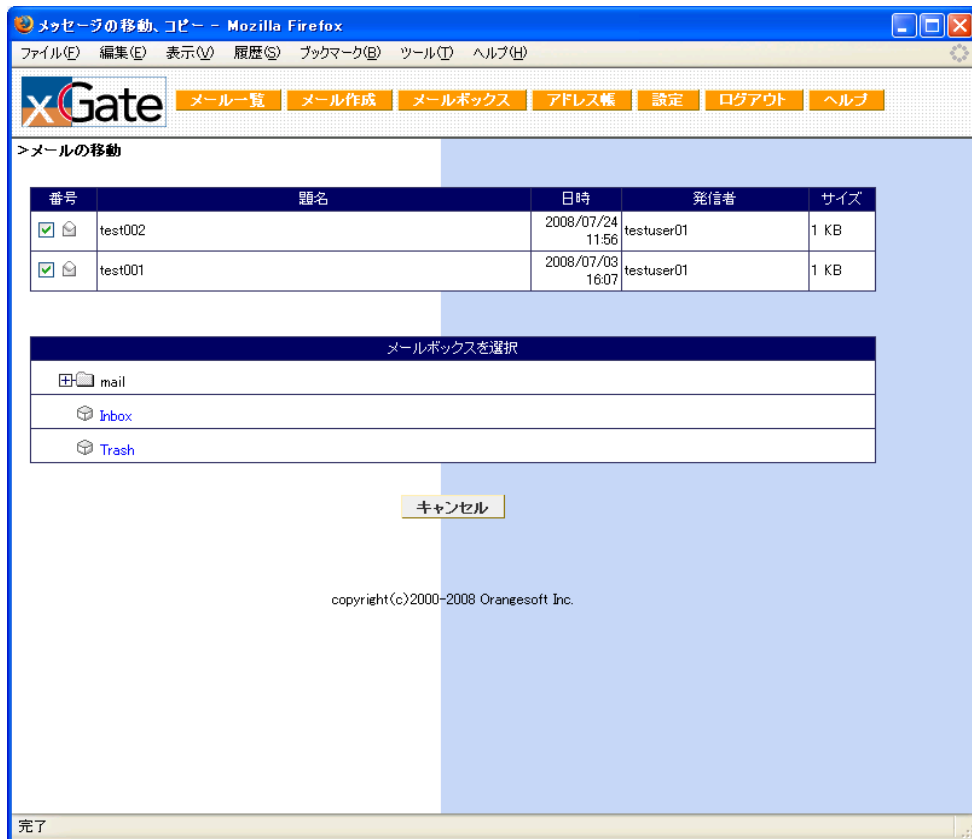 メッセージの移動、コピー - Mozilla Firefox
ファイル(F) 編集(E) 表示(V) 履歴(S) ブックマーク(B) ツール(T) ヘルプ(H)
xGate メール一覧 メール作成 メールボックス アドレス帳 設定 ログアウト ヘルプ
>メールの移動
番号 題名 日時 発信者 サイズ
test002 2008/07/24 11:56 testuser01 1 KB
test001 2008/07/03 16:07 testuser01 1 KB
メールボックスを選択
mail
Inbox
Trash
キャンセル
copyright(c)2000-2008 Orangesoft Inc.
完了